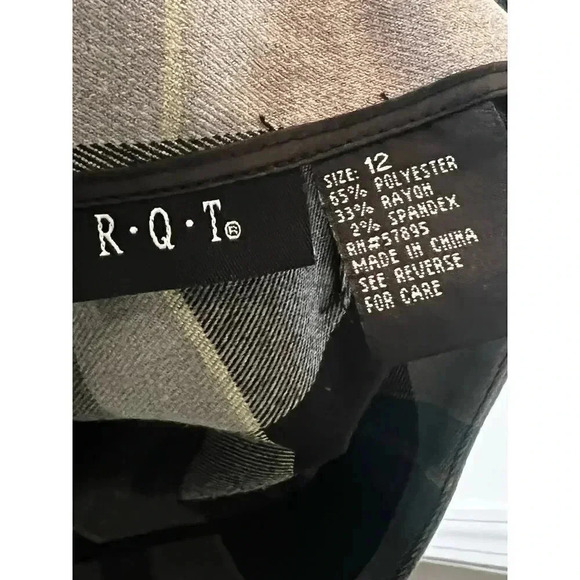 R·Q·T®
SIZE: 12
65% POLYESTER
33% RAYON
2% SPANDEX
RN#57895
MADE IN CHINA
SEE REVERSE
FOR CARE